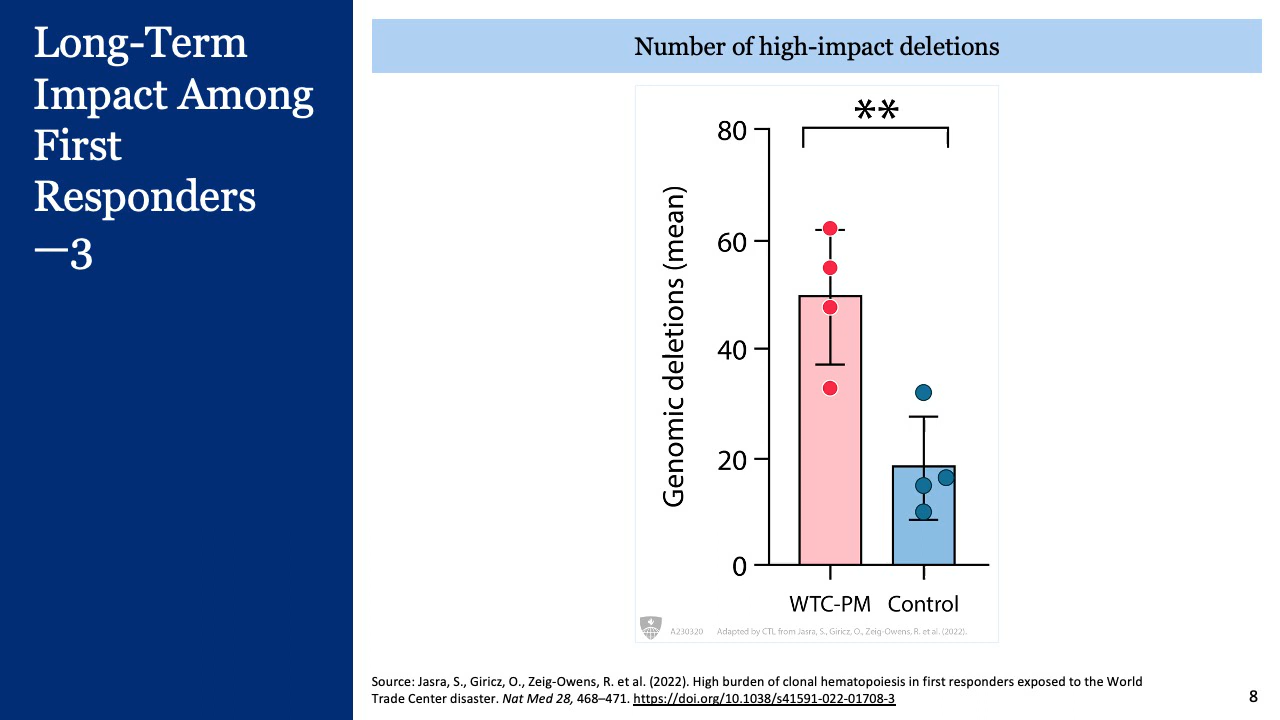 Long-Term
Impact Among
First
Responders
—3
Number of high-impact deletions
**
80
60
40
20
0
Genomic deletions (mean)
WTC-PM
Control
A230320
Adapted by CTL from Jasra, S., Giricz, O., Zeig-Owens, R. et al. (2022).
Source: Jasra, S., Giricz, O., Zeig-Owens, R. et al. (2022). High burden of clonal hematopoiesis in first responders exposed to the World
Trade Center disaster. Nat Med 28, 468–471. https://doi.org/10.1038/s41591-022-01708-3
8